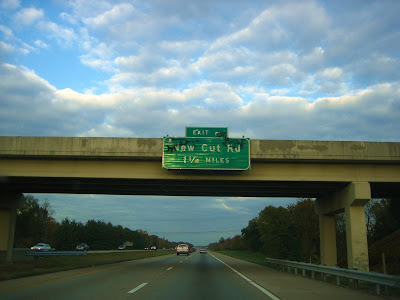 EXIT
New Cut Rd
1 1/2 MILES